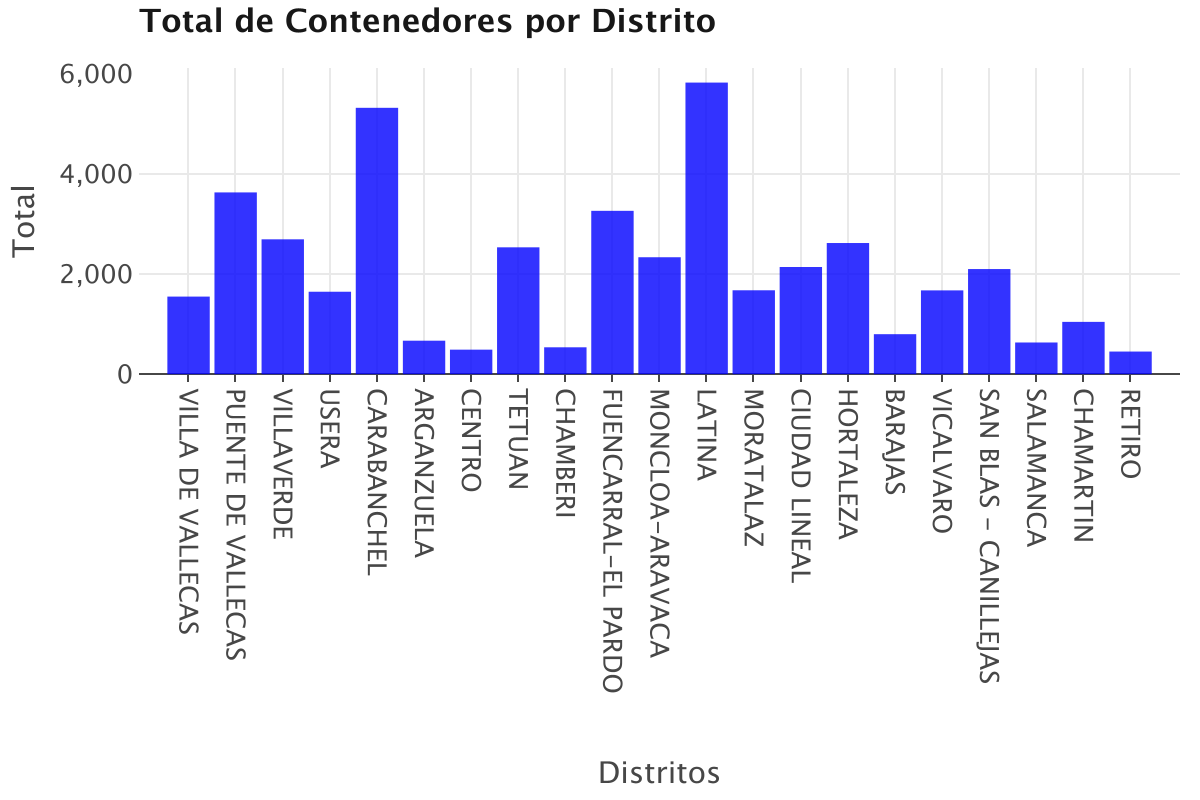 Total de Contenedores por Distrito
Total
6,000
4,000
2,000
0
VILLA DE VALLECAS
PUENTE DE VALLECAS
VILLAVERDE
USERA
CARABANCHEL
ARGANZUELA
CENTRO
TETUAN
CHAMBERI
FUENCARRAL-EL PARDO
MONCLOA-ARAVACA
LATINA
MORATALAZ
CIUDAD LINEAL
HORTALEZA
BARAJAS
VICALVARO
SAN BLAS - CANILLEJAS
SALAMANCA
CHAMARTIN
RETIRO
Distritos